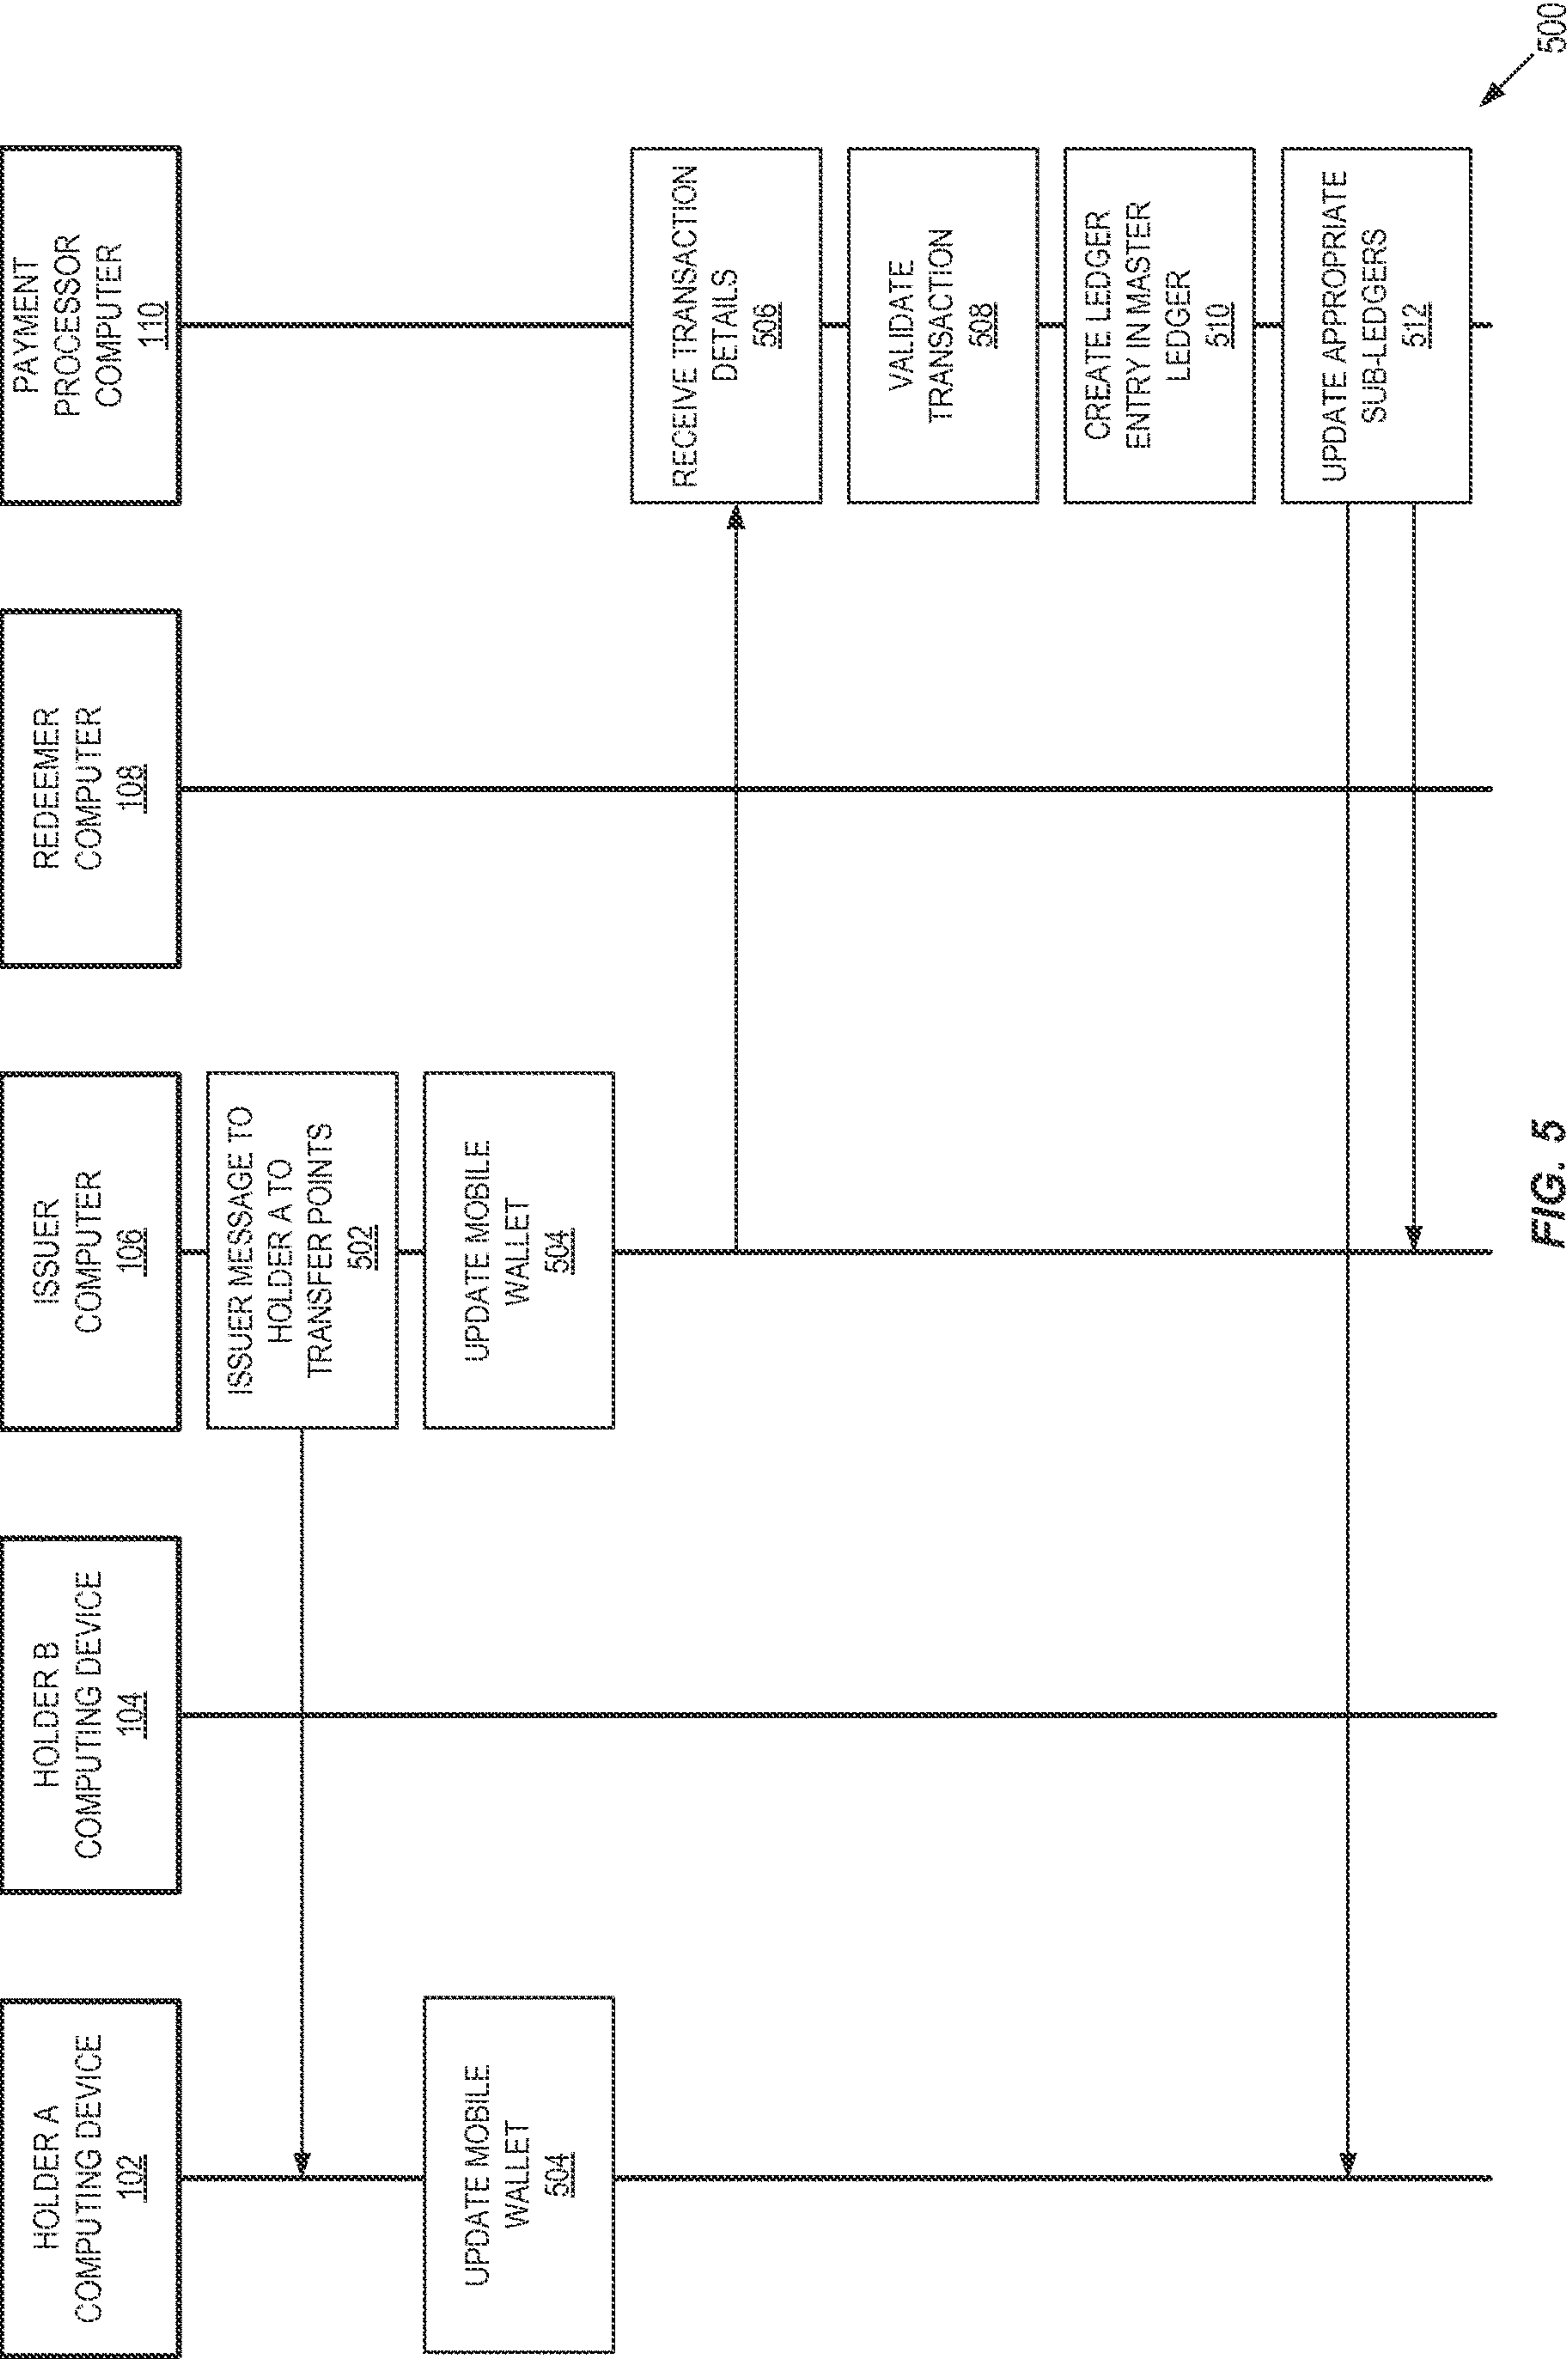 HOLDER A
COMPUTING DEVICE
102
HOLDER B
COMPUTING DEVICE
104
ISSUER
COMPUTER
106
REDEEMER
COMPUTER
108
PAYMENT
PROCESSOR
COMPUTER
110
ISSUER MESSAGE TO
HOLDER A TO
TRANSFER POINTS
502
UPDATE MOBILE
WALLET
504
UPDATE MOBILE
WALLET
504
RECEIVE TRANSACTION
DETAILS
506
VALIDATE
TRANSACTION
508
CREATE LEDGER
ENTRY IN MASTER
LEDGER
510
UPDATE APPROPRIATE
SUB-LEDGERS
512
500
FIG. 5